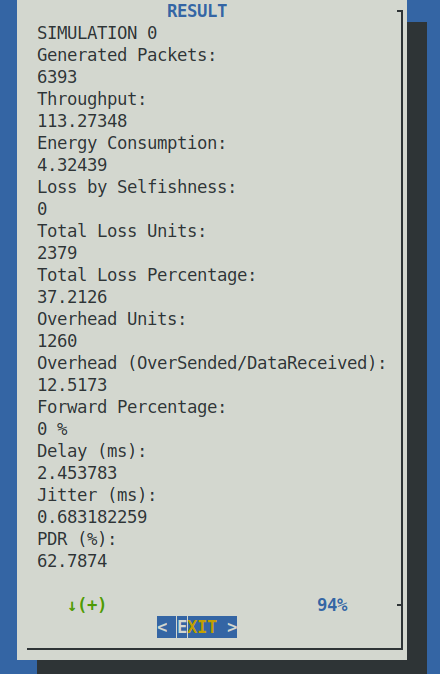 RESULT
SIMULATION 0
Generated Packets:
6393
Throughput:
113.27348
Energy Consumption:
4.32439
Loss by Selfishness:
0
Total Loss Units:
2379
Total Loss Percentage:
37.2126
Overhead Units:
1260
Overhead (OverSended/DataReceived):
12.5173
Forward Percentage:
0 %
Delay (ms):
2.453783
Jitter (ms):
0.683182259
PDR (%):
62.7874
↓(+) 94%
< EXIT >